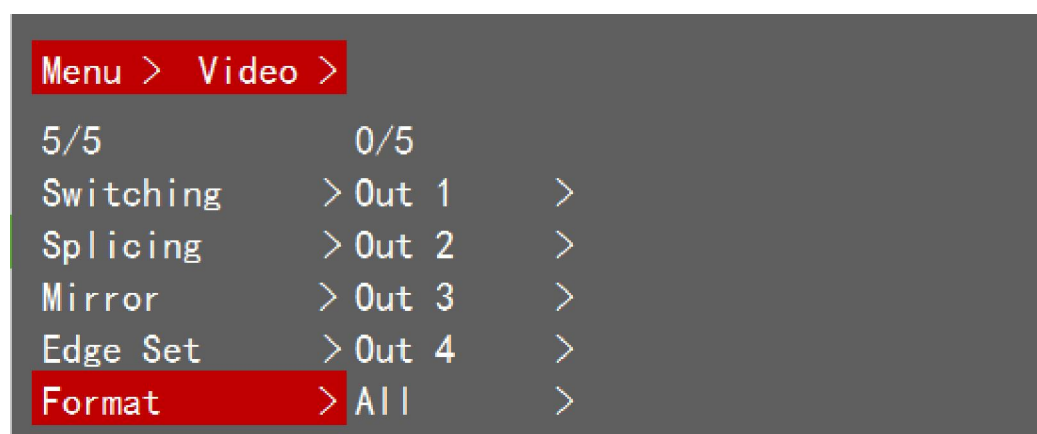 Menu > Video >
5/5 0/5
Switching > Out 1 >
Splicing > Out 2 >
Mirror > Out 3 >
Edge Set > Out 4 >
Format > All >